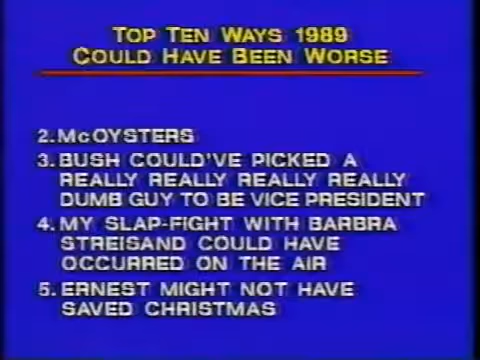 TOP TEN WAYS 1989
COULD HAVE BEEN WORSE
2. McOYSTERS
3. BUSH COULD'VE PICKED A
REALLY REALLY REALLY REALLY
DUMB GUY TO BE VICE PRESIDENT
4. MY SLAP-FIGHT WITH BARBRA
STREISAND COULD HAVE
OCCURRED ON THE AIR
5. ERNEST MIGHT NOT HAVE
SAVED CHRISTMAS